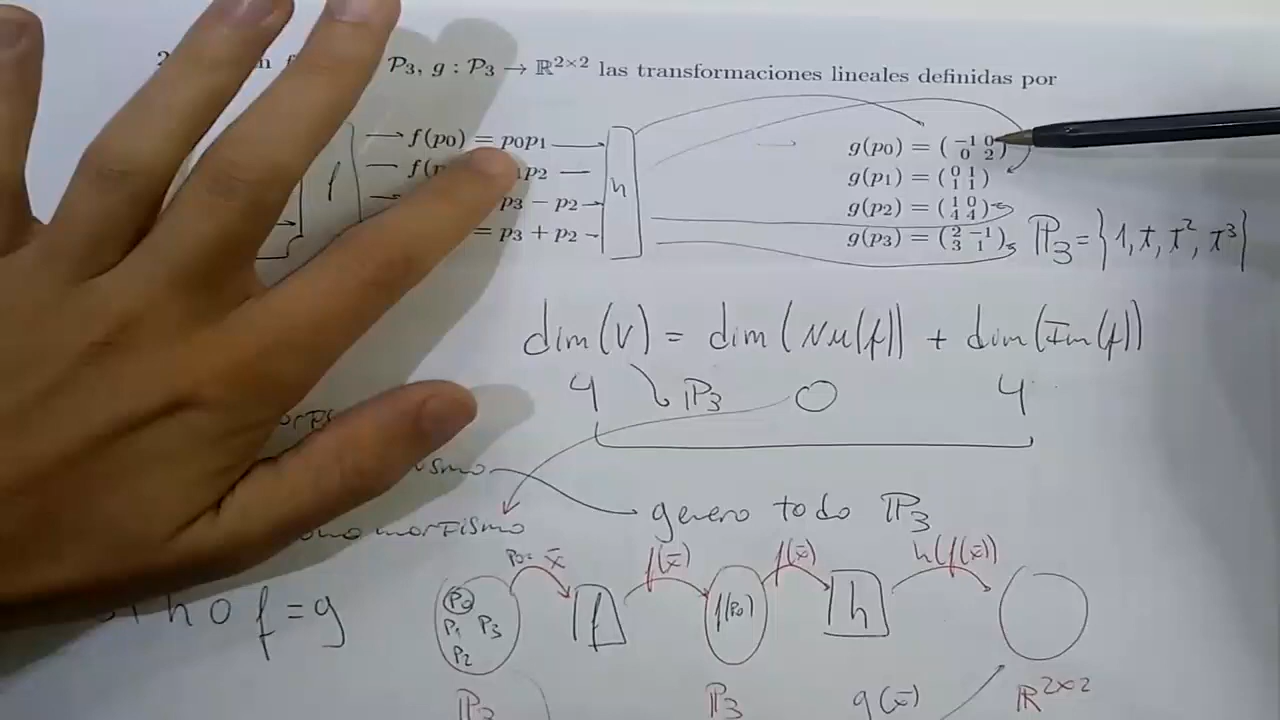 P₃, g : P₃ → ℝ²ˣ² las transformaciones lineales definidas por
f(p0) = p0p1
g(p0) = (−1 0 0 2)
p2
g(p1) = (0 1 1 1)
h
p3 − p2
g(p2) = (1 0 4 4)
= p3 + p2
g(p3) = (2 −1 3 1)
ℙ₃ = {1, t, t², t³}
dim(V) = dim(Nu(f)) + dim(Im(f))
4 ℙ₃ 0 4
genero todo ℙ₃
morfismo
p0 = x̄ f(x̄) f(x̄) h(f(x̄))
h o f = g
P0 P1 P3 P2
f
f(P0)
h
ℙ₃
ℙ₃
g(x̄)
ℝ²ˣ²